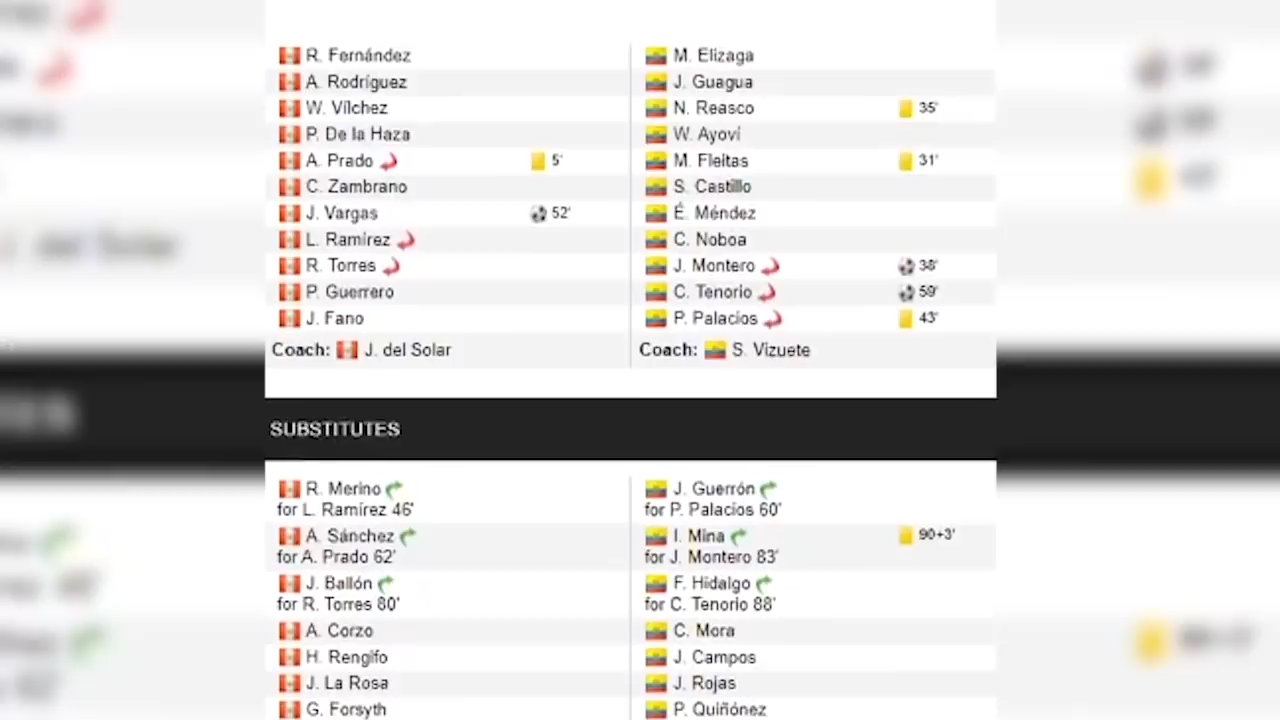 R. Fernández
A. Rodríguez
W. Vílchez
P. De la Haza
A. Prado 5'
C. Zambrano
J. Vargas 52'
L. Ramírez
R. Torres
P. Guerrero
J. Fano
Coach: J. del Solar
M. Elizaga
J. Guagua
N. Reasco 35'
W. Ayoví
M. Fleitas 31'
S. Castillo
É. Méndez
C. Noboa
J. Montero 38'
C. Tenorio 59'
P. Palacios 43'
Coach: S. Vizuete
SUBSTITUTES
R. Merino
for L. Ramírez 46'
A. Sánchez
for A. Prado 62'
J. Ballón
for R. Torres 80'
A. Corzo
H. Rengifo
J. La Rosa
G. Forsyth
J. Guerrón
for P. Palacios 60'
I. Mina 90+3'
for J. Montero 83'
F. Hidalgo
for C. Tenorio 88'
C. Mora
J. Campos
J. Rojas
P. Quiñónez
del Solar